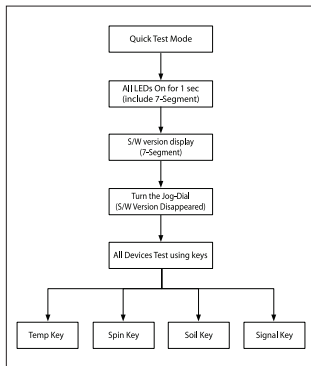 Quick Test Mode
All LEDs On for 1 sec
(include 7-Segment)
S/W version display
(7-Segment)
Turn the Jog-Dial
(S/W Version Disappeared)
All Devices Test using keys
Temp Key
Spin Key
Soil Key
Signal Key